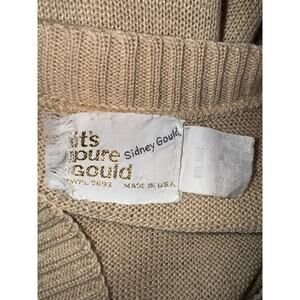 it's
pure
Gould
Sidney Gould,
WPL 9693 MADE IN U.S.A.